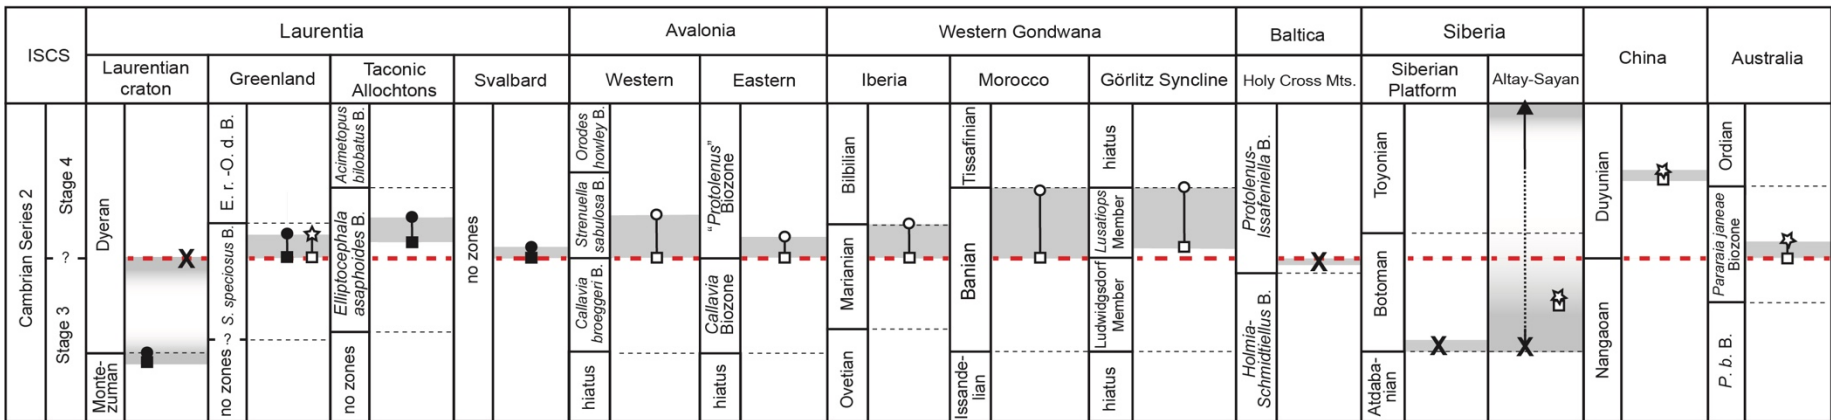 ISCS
Laurentia
Avalonia
Western Gondwana
Baltica
Siberia
China
Australia
Laurentian
craton
Greenland
Taconic
Allochtons
Svalbard
Western
Eastern
Iberia
Morocco
Görlitz Syncline
Holy Cross Mts.
Siberian
Platform
Altay-Sayan
Cambrian Series 2
Stage 4
?
Stage 3
Dyeran
Monte-
zuman
E. r. -O. d. B.
S. speciosus B.
?
no zones
Acimetopus
bilobatus B.
Elliptocephala
asaphoides B.
no zones
no zones
Orodes
howley B.
Strenuella
sabulosa B.
Callavia
broeggeri B.
hiatus
"Protolenus"
Biozone
Callavia
Biozone
hiatus
Bilbilian
Marianian
Ovetian
Tissafinian
Banian
Issande-
lian
hiatus
Lusatiops
Member
Ludwidgsdorf
Member
hiatus
Protolenus-
Issafeniella B.
Holmia-
Schmidtiellus B.
Toyonian
Botoman
Atdaba-
nian
Duyunian
Nangaoan
Ordian
Pararaia janeae
Biozone
P. b. B.